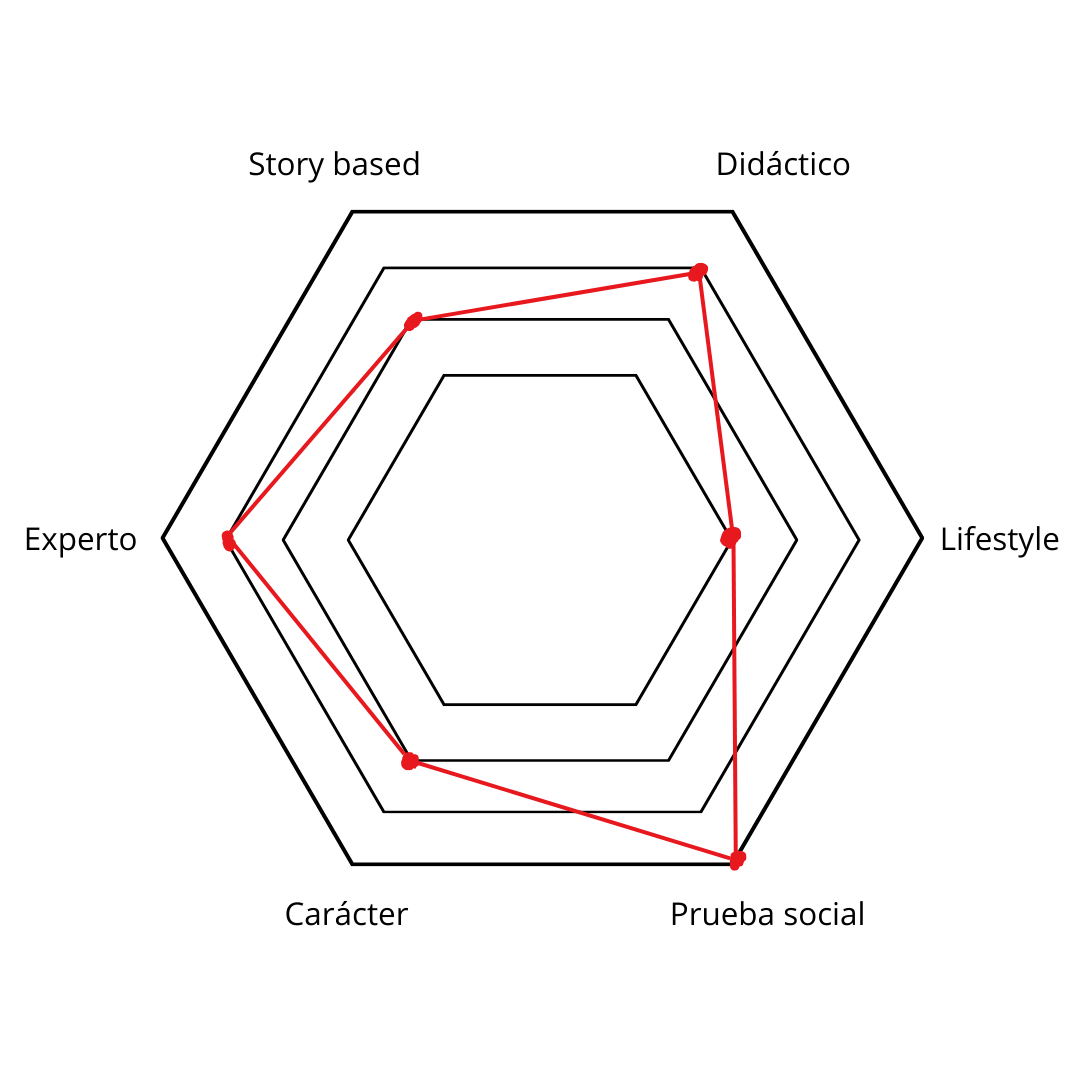 Story based
Didáctico
Experto
Lifestyle
Carácter
Prueba social